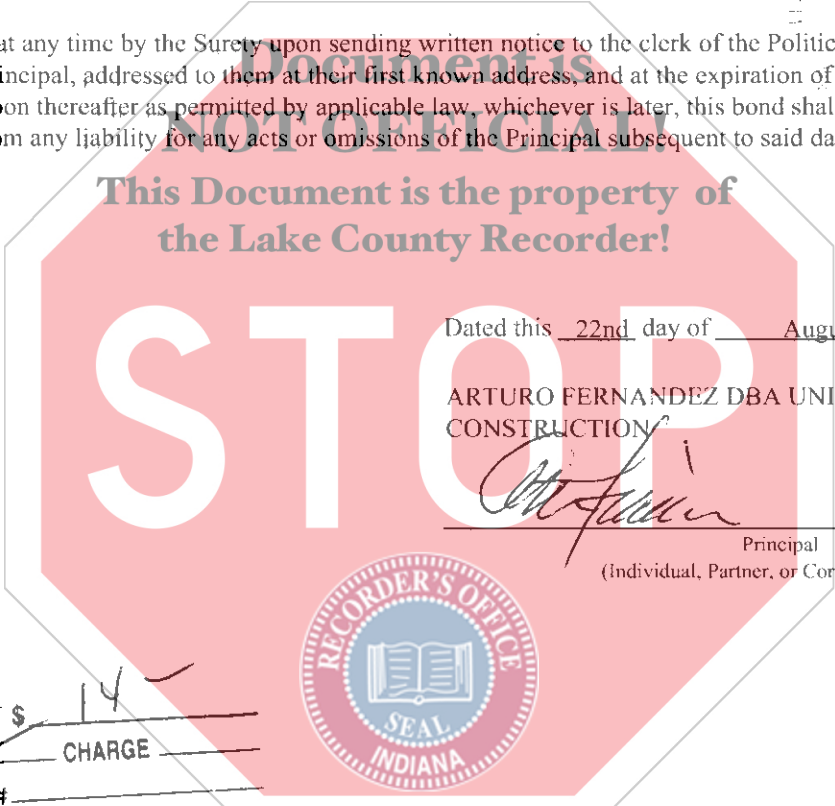 at any time by the Surety upon sending written notice to the clerk of the Politic
incipal, addressed to them at their first known address, and at the expiration of
oon thereafter as permitted by applicable law, whichever is later, this bond shal
om any liability for any acts or omissions of the Principal subsequent to said da
Document is
NOT OFFICIAL!
This Document is the property of
the Lake County Recorder!
STOP
Dated this 22nd day of Augu
ARTURO FERNANDEZ DBA UNI
CONSTRUCTION
Principal
(Individual, Partner, or Cor
RECORDER'S OFFICE
SEAL
INDIANA
$ 14 —
CHARGE
#